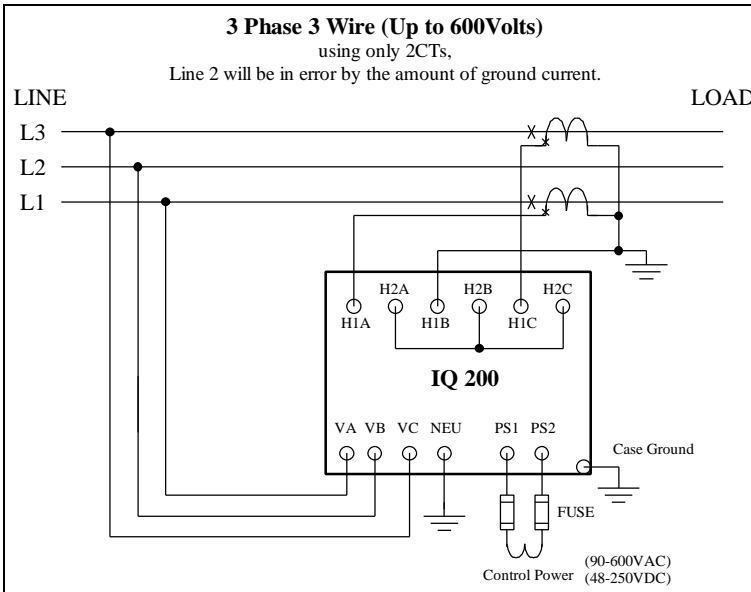 3 Phase 3 Wire (Up to 600Volts)
using only 2CTs,
Line 2 will be in error by the amount of ground current.
LINE
LOAD
L3
L2
L1
H2A
H2B
H2C
H1A
H1B
H1C
IQ 200
VA
VB
VC
NEU
PS1
PS2
Case Ground
FUSE
Control Power
(90-600VAC)
(48-250VDC)